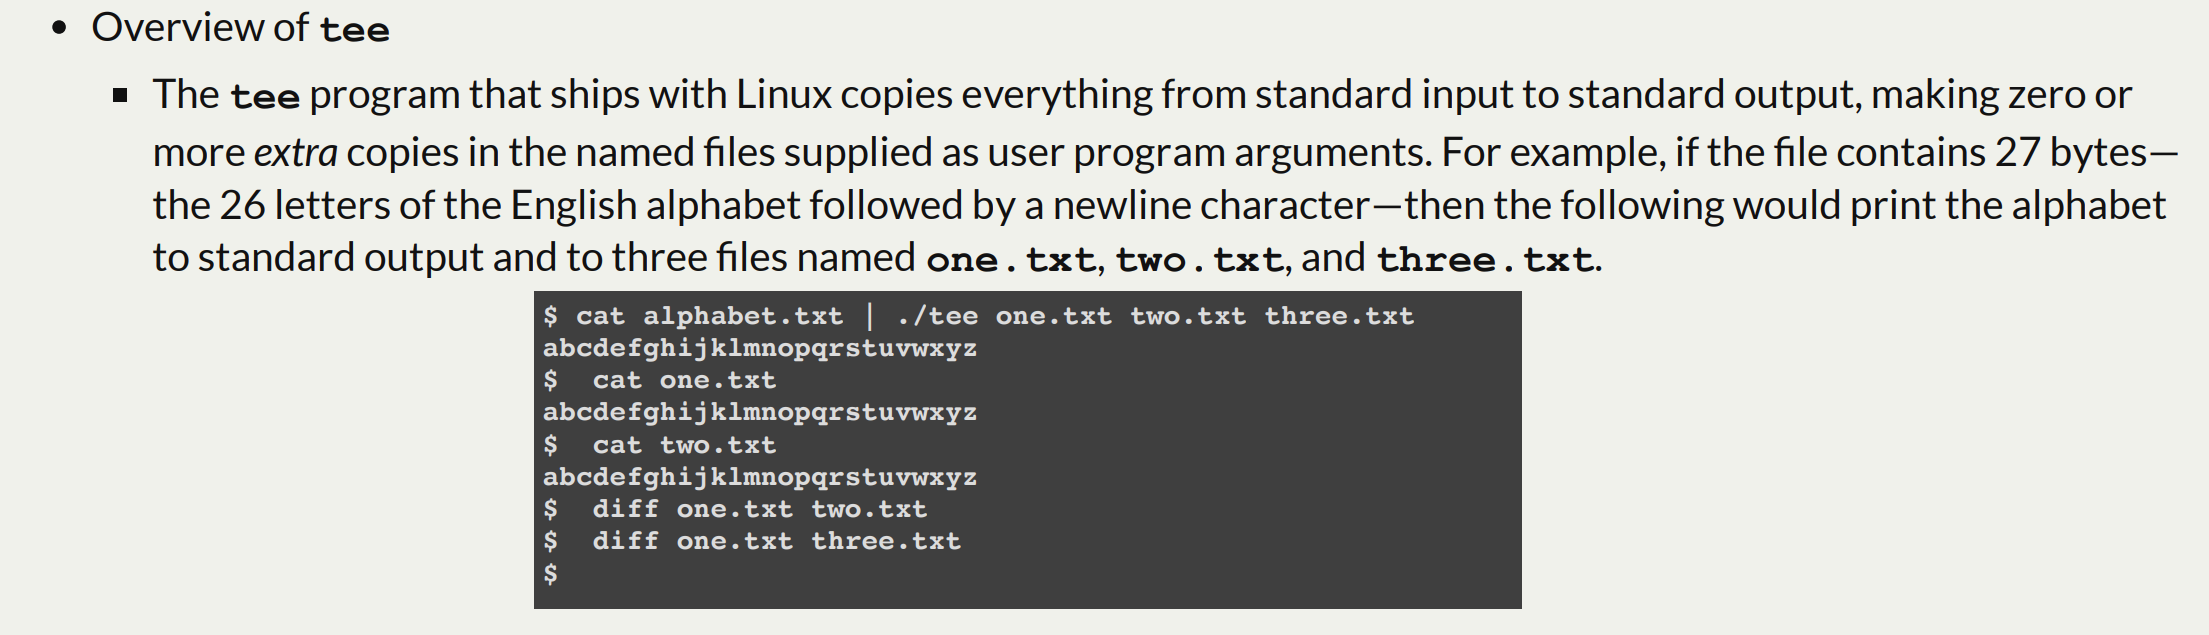 Overview of tee
The tee program that ships with Linux copies everything from standard input to standard output, making zero or
more extra copies in the named files supplied as user program arguments. For example, if the file contains 27 bytes—
the 26 letters of the English alphabet followed by a newline character—then the following would print the alphabet
to standard output and to three files named one.txt, two.txt, and three.txt.
$ cat alphabet.txt | ./tee one.txt two.txt three.txt
abcdefghijklmnopqrstuvwxyz
$  cat one.txt
abcdefghijklmnopqrstuvwxyz
$  cat two.txt
abcdefghijklmnopqrstuvwxyz
$  diff one.txt two.txt
$  diff one.txt three.txt
$